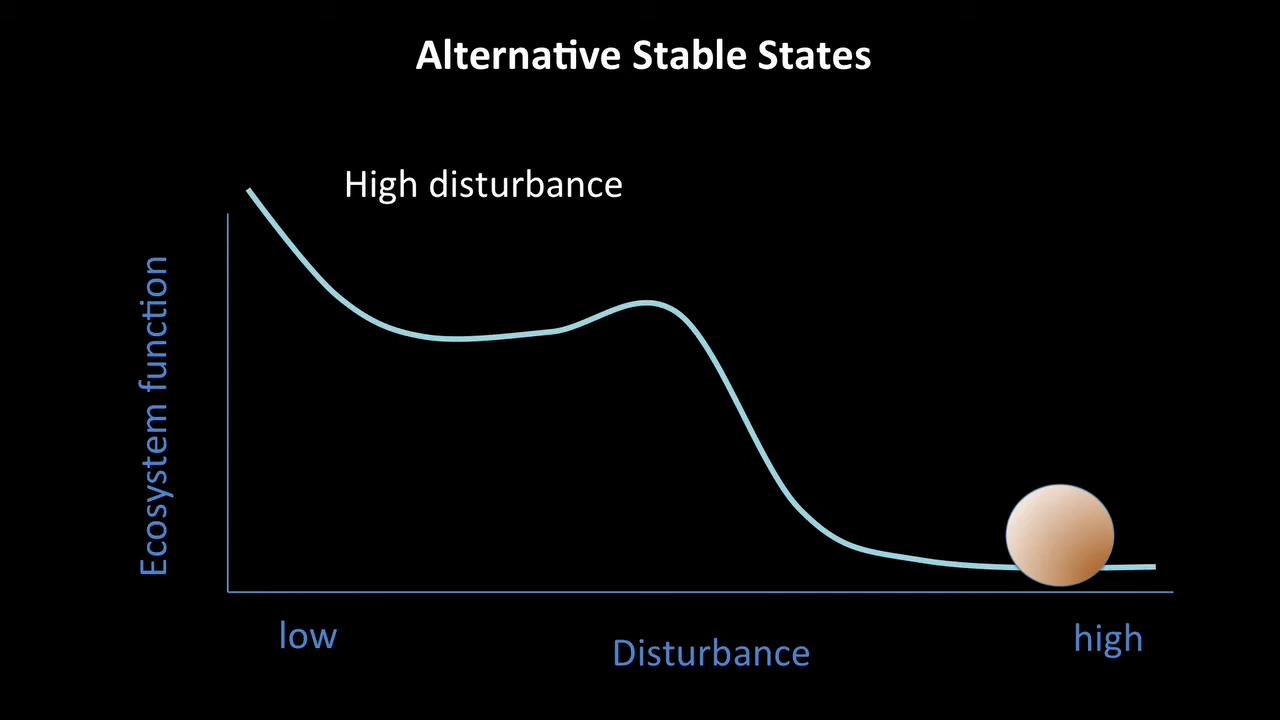 Alternative Stable States
High disturbance
Ecosystem function
low
Disturbance
high